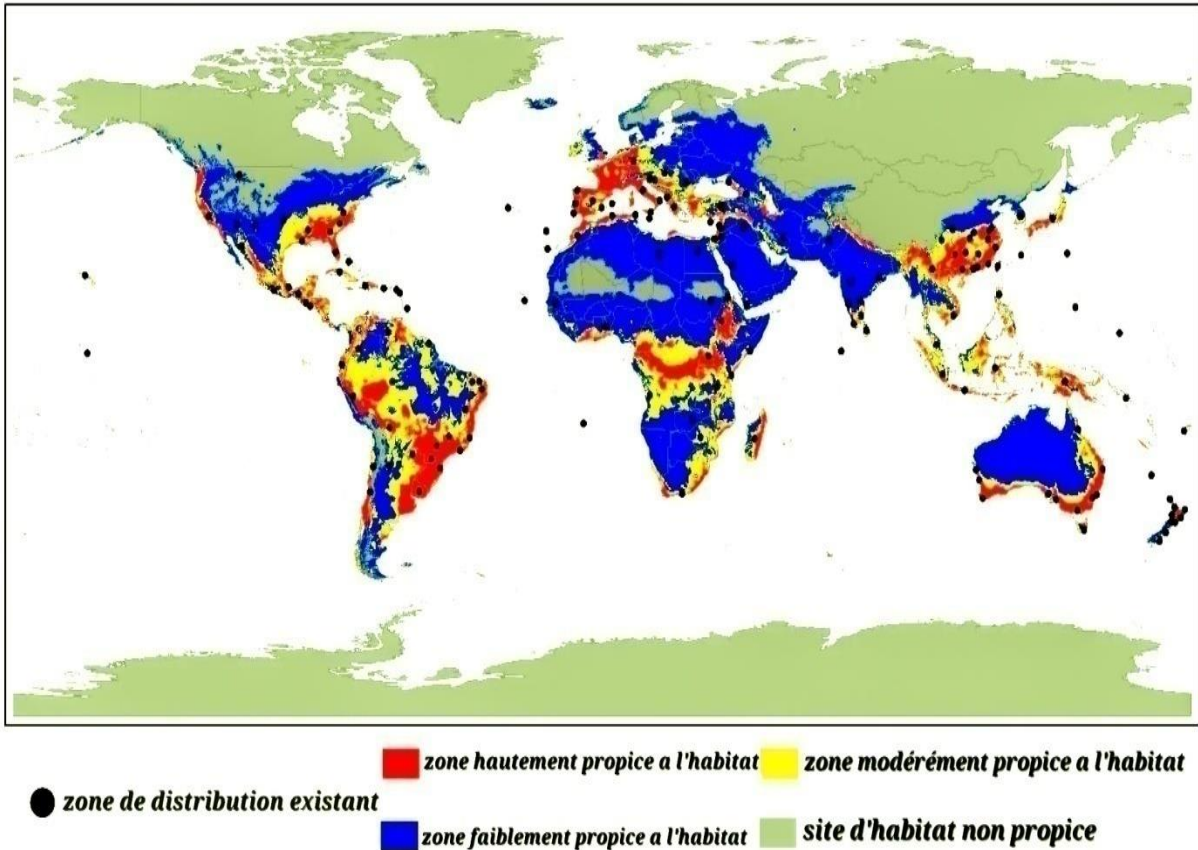 zone hautement propice a l'habitat
zone modérément propice a l'habitat
zone de distribution existant
zone faiblement propice a l'habitat
site d'habitat non propice